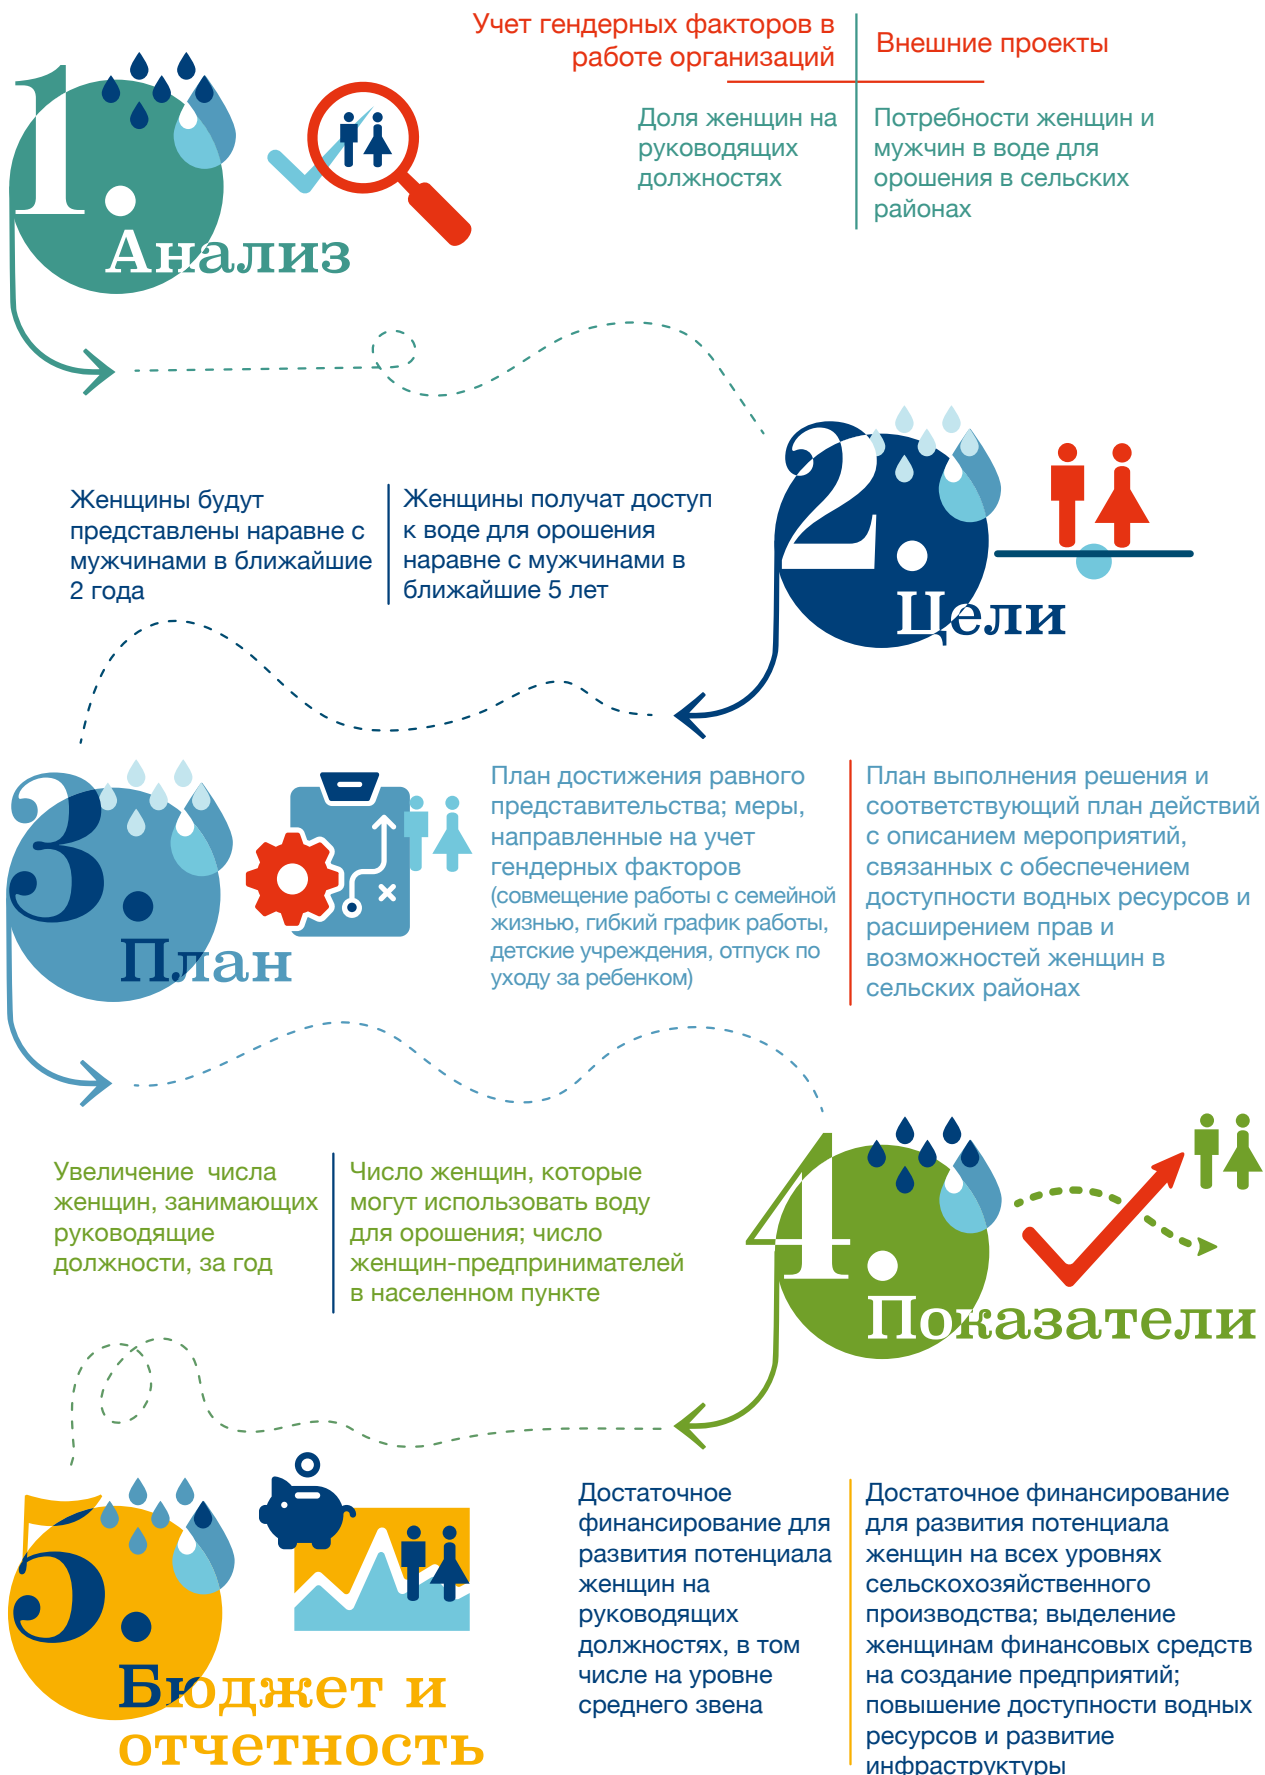 Учет гендерных факторов в
работе организаций
Внешние проекты
1.
Анализ
Доля женщин на
руководящих
должностях
Потребности женщин и
мужчин в воде для
орошения в сельских
районах
2.
Цели
Женщины будут
представлены наравне с
мужчинами в ближайшие
2 года
Женщины получат доступ
к воде для орошения
наравне с мужчинами в
ближайшие 5 лет
3.
План
План достижения равного
представительства; меры,
направленные на учет
гендерных факторов
(совмещение работы с семейной
жизнью, гибкий график работы,
детские учреждения, отпуск по
уходу за ребенком)
План выполнения решения и
соответствующий план действий
с описанием мероприятий,
связанных с обеспечением
доступности водных ресурсов и
расширением прав и
возможностей женщин в
сельских районах
4.
Показатели
Увеличение числа
женщин, занимающих
руководящие
должности, за год
Число женщин, которые
могут использовать воду
для орошения; число
женщин-предпринимателей
в населенном пункте
5.
Бюджет и
отчетность
Достаточное
финансирование для
развития потенциала
женщин на
руководящих
должностях, в том
числе на уровне
среднего звена
Достаточное финансирование
для развития потенциала
женщин на всех уровнях
сельскохозяйственного
производства; выделение
женщинам финансовых средств
на создание предприятий;
повышение доступности водных
ресурсов и развитие
инфраструктуры